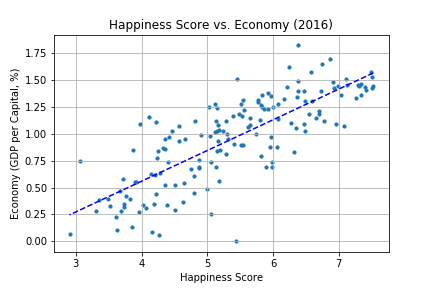 Happiness Score vs. Economy (2016)
Economy (GDP per Capital, %)
1.75
1.50
1.25
1.00
0.75
0.50
0.25
0.00
3 4 5 6 7
Happiness Score